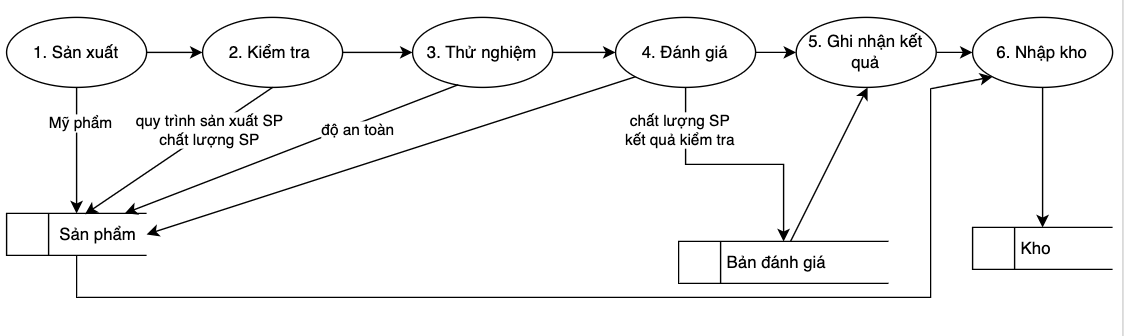 1. Sản xuất
2. Kiểm tra
3. Thử nghiệm
4. Đánh giá
5. Ghi nhận kết
quả
6. Nhập kho
Mỹ phẩm
quy trình sản xuất SP
chất lượng SP
độ an toàn
chất lượng SP
kết quả kiểm tra
Sản phẩm
Bản đánh giá
Kho